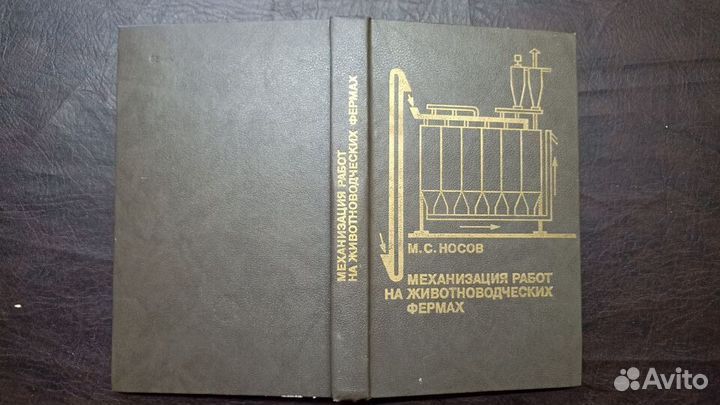 МЕХАНИЗАЦИЯ РАБОТ
НА ЖИВОТНОВОДЧЕСКИХ ФЕРМАХ
М.С. НОСОВ
МЕХАНИЗАЦИЯ РАБОТ
НА ЖИВОТНОВОДЧЕСКИХ
ФЕРМАХ
Avito